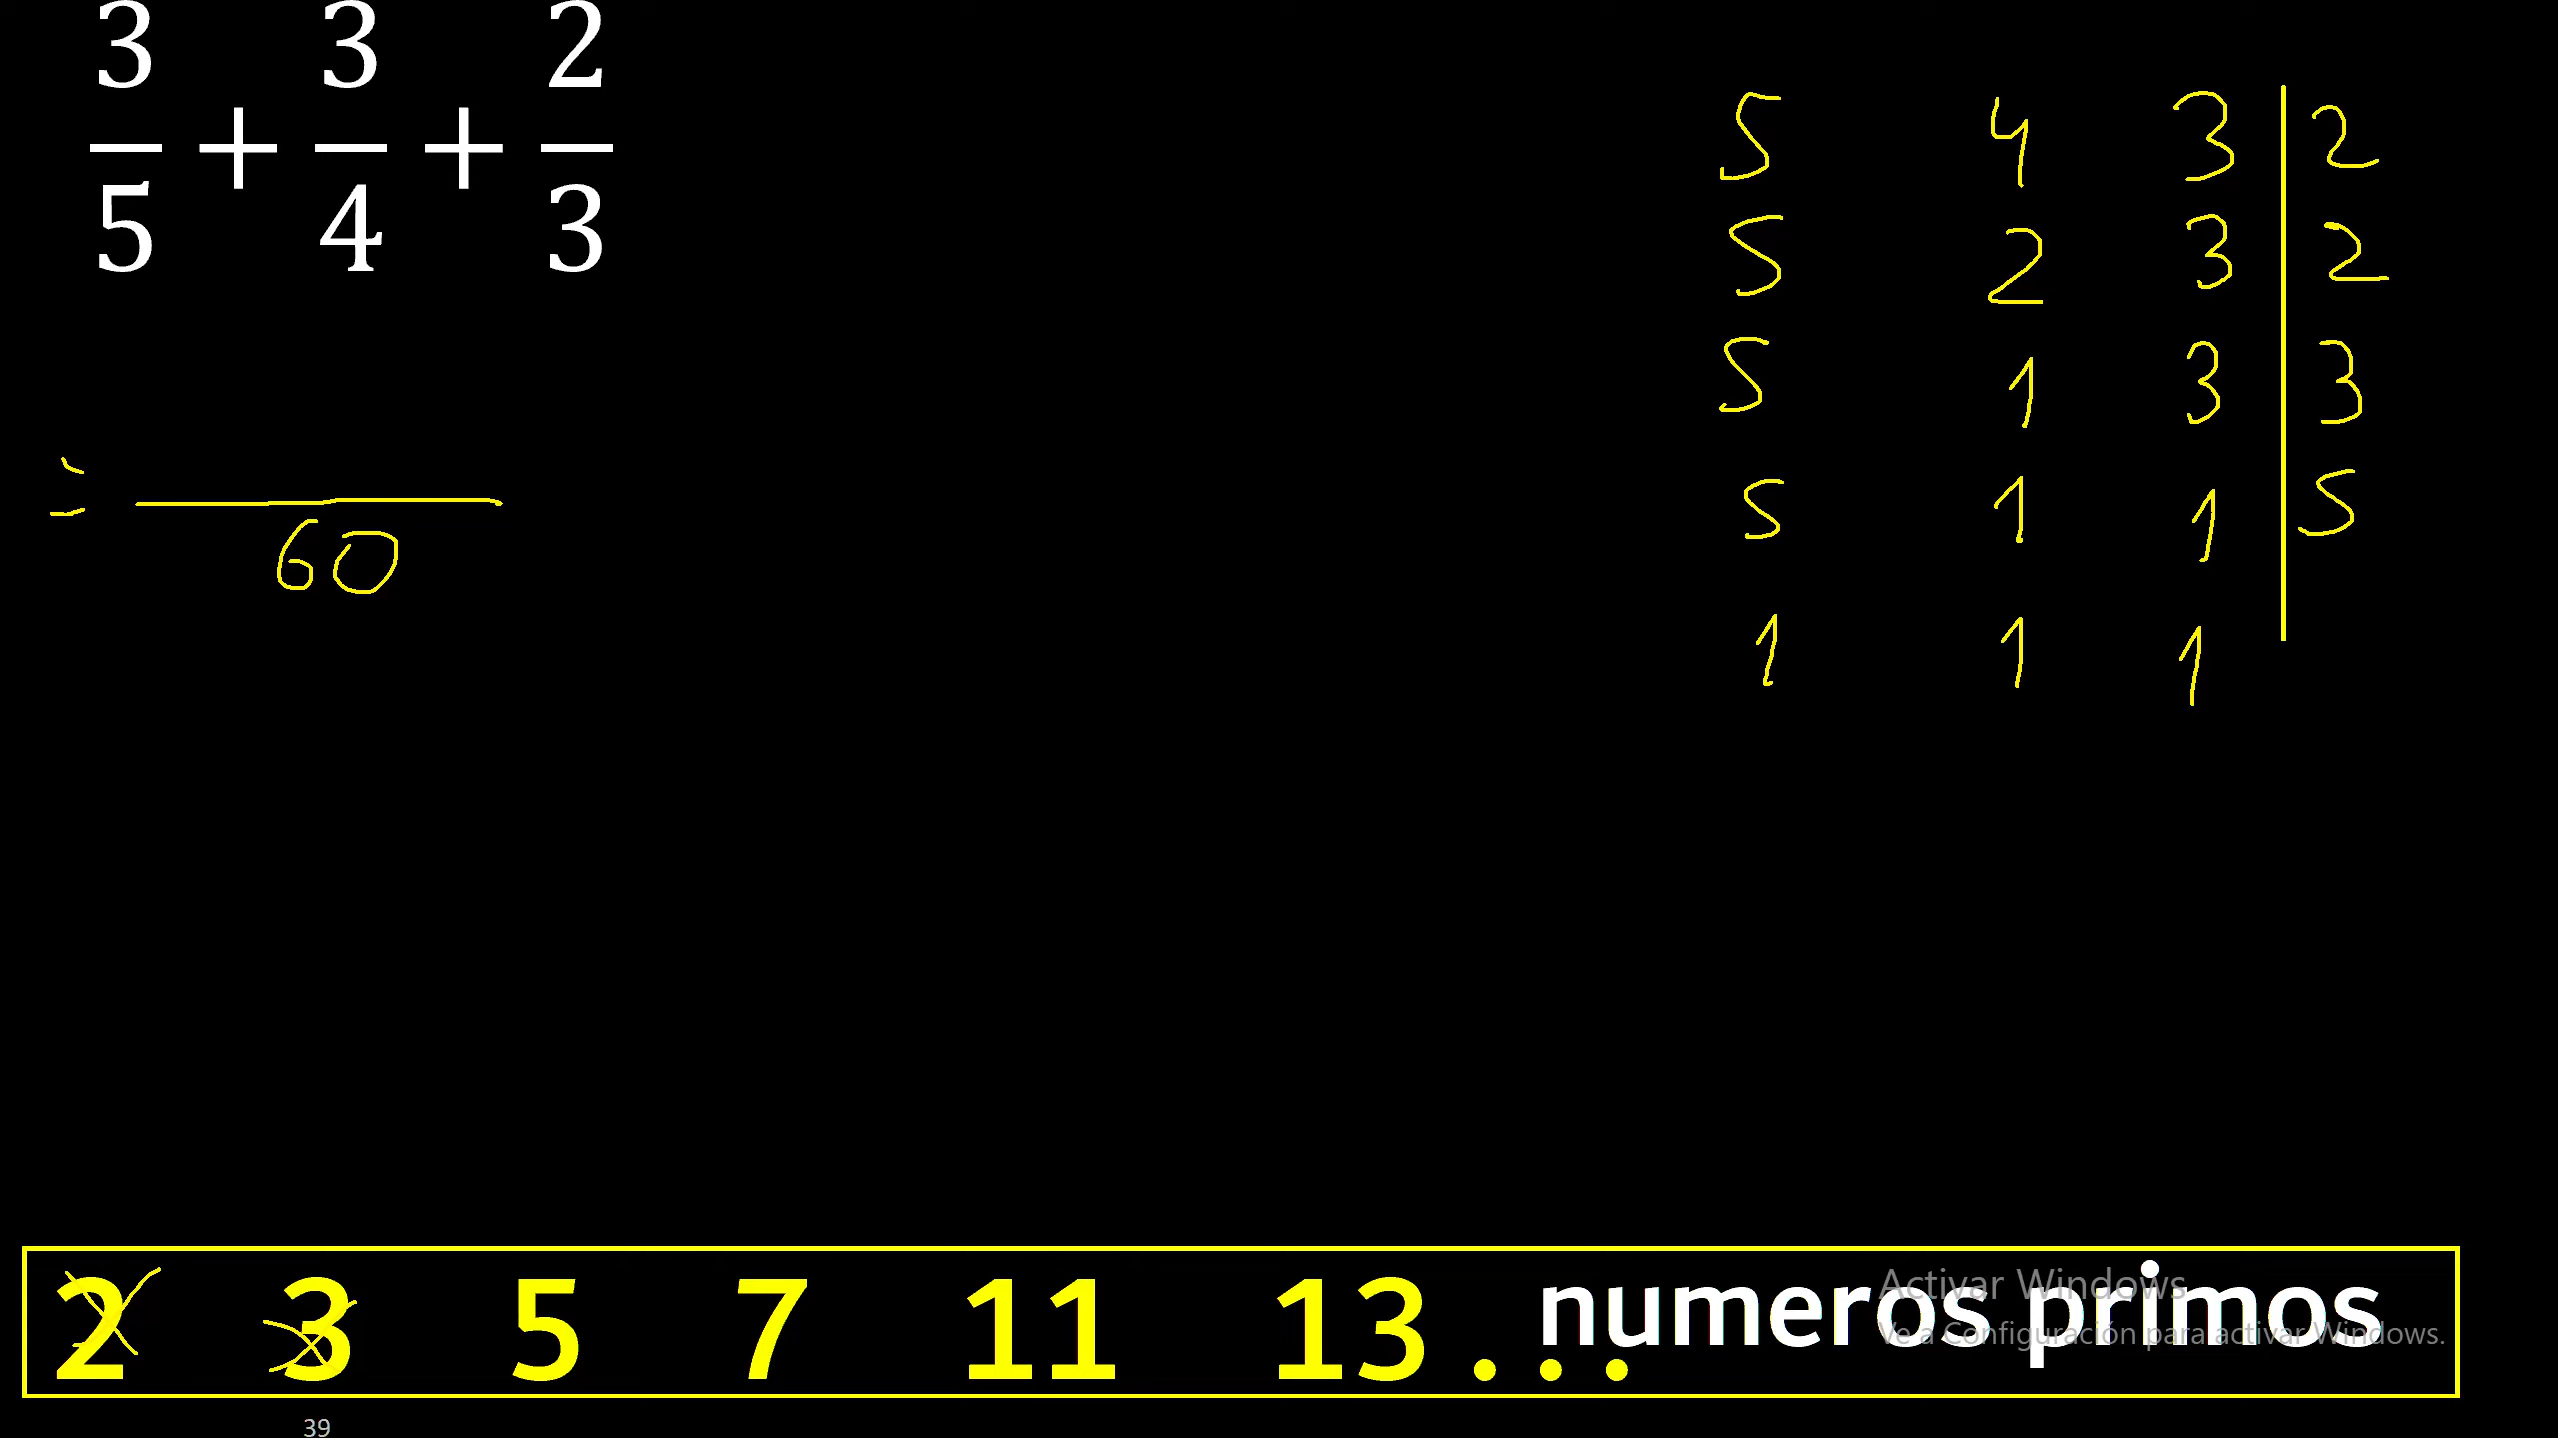 3/5 + 3/4 + 2/3
5 4 3 | 2
5 2 3 | 2
5 1 3 | 3
5 1 1 | 5
1 1 1
= /60
2 3 5 7 11 13 ... numeros primos
Activar Windows
Ve a Configuración para activar Windows.
39